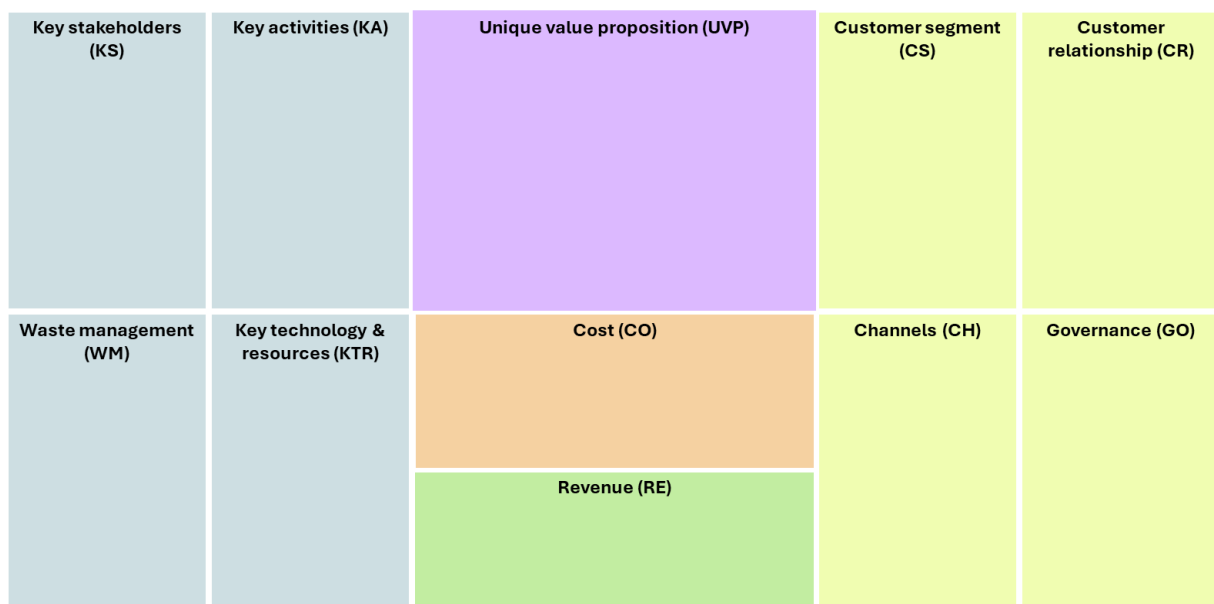 Key stakeholders
(KS)
Key activities (KA)
Unique value proposition (UVP)
Customer segment
(CS)
Customer
relationship (CR)
Waste management
(WM)
Key technology &
resources (KTR)
Cost (CO)
Revenue (RE)
Channels (CH)
Governance (GO)